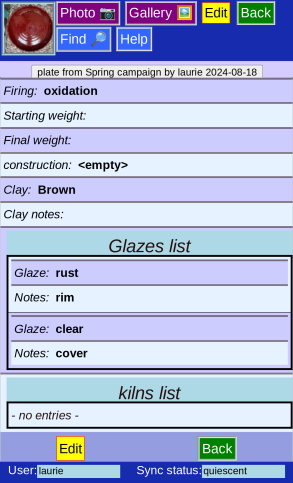 Photo 📷 Gallery 🖼️ Edit Back
Find 🔎 Help
plate from Spring campaign by laurie 2024-08-18
Firing: oxidation
Starting weight:
Final weight:
construction: <empty>
Clay: Brown
Clay notes:
Glazes list
Glaze: rust
Notes: rim
Glaze: clear
Notes: cover
kilns list
- no entries -
Edit Back
User: laurie Sync status: quiescent